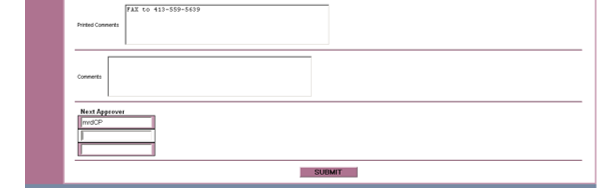 FAX to 413-559-5639
Printed Comments
Comments
Next Approver
mrdCP
SUBMIT